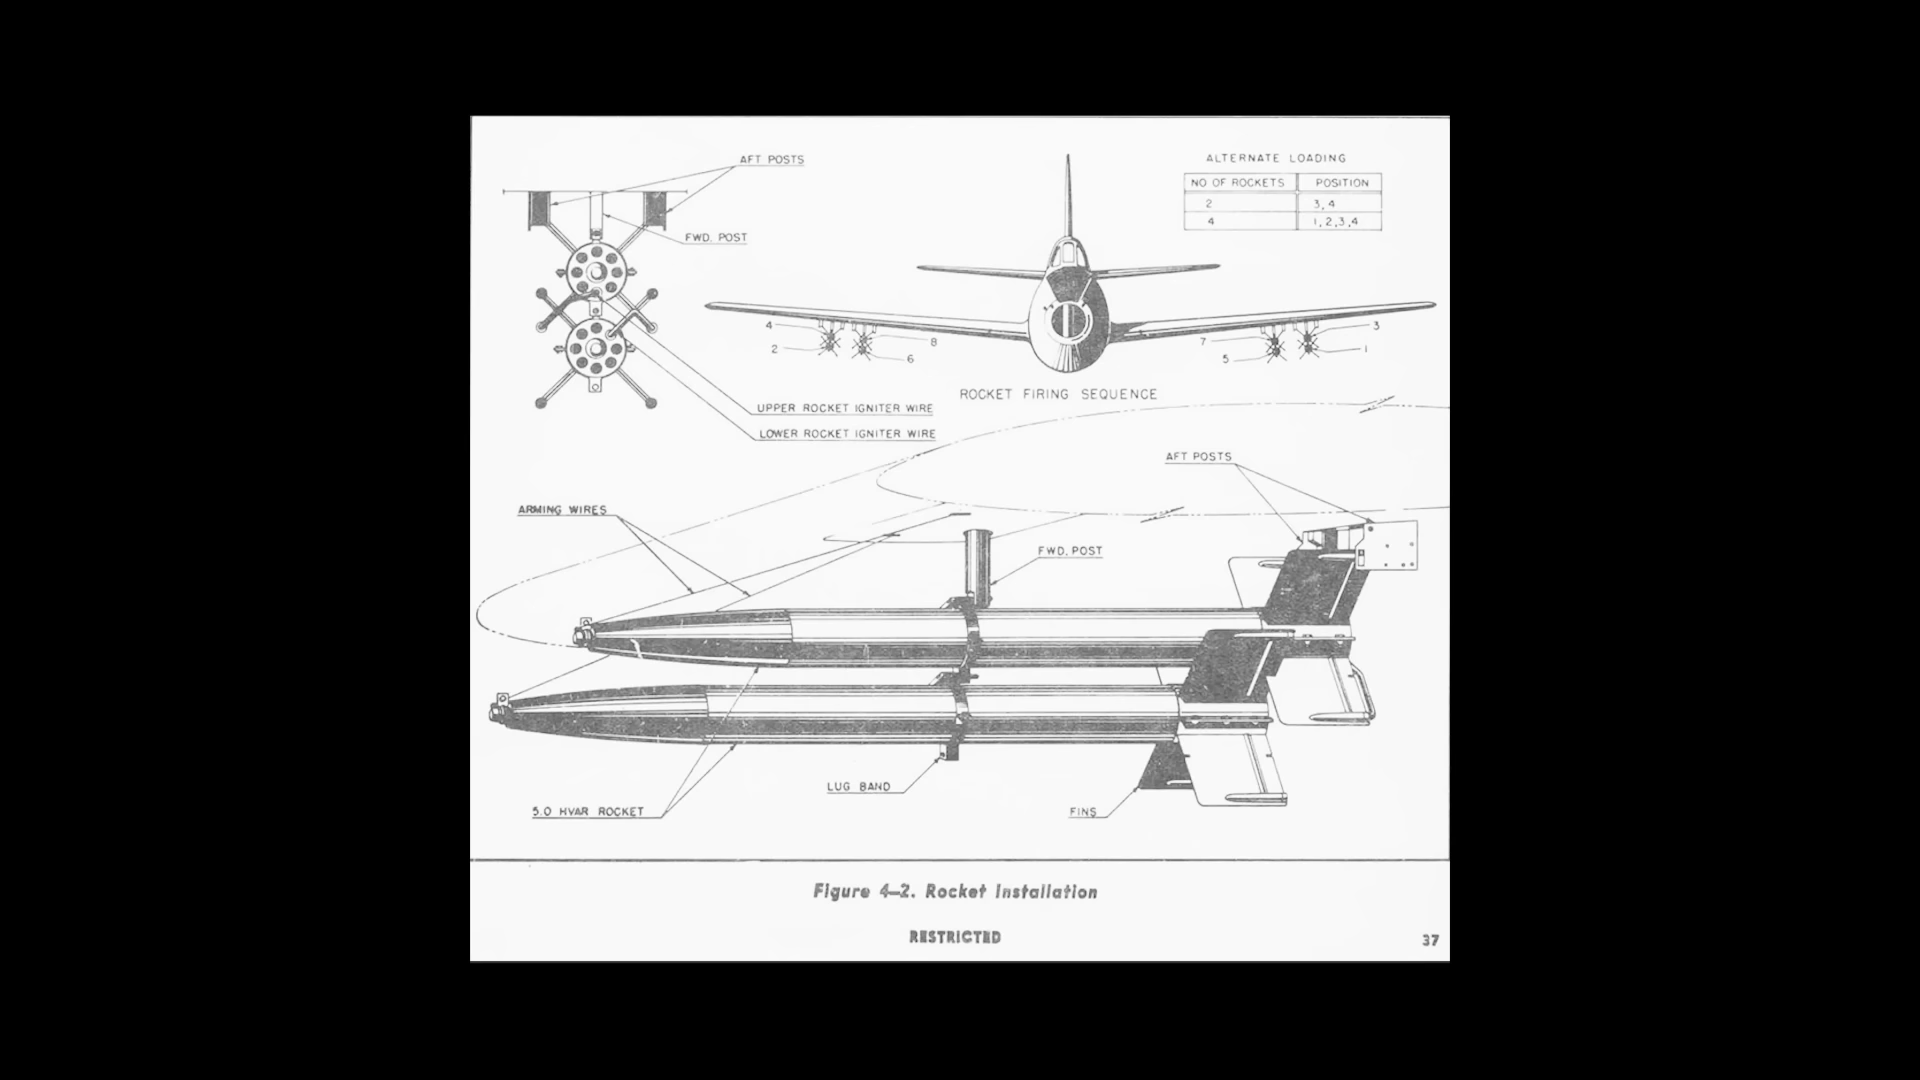 AFT POSTS
FWD. POST
UPPER ROCKET IGNITER WIRE
LOWER ROCKET IGNITER WIRE
ALTERNATE LOADING
NO OF ROCKETS POSITION
2 3,4
4 1,2,3,4
4
2
8
6
7
5
3
1
ROCKET FIRING SEQUENCE
AFT POSTS
ARMING WIRES
FWD. POST
LUG BAND
5.0 HVAR ROCKET
FINS
Figure 4–2. Rocket Installation
RESTRICTED
37